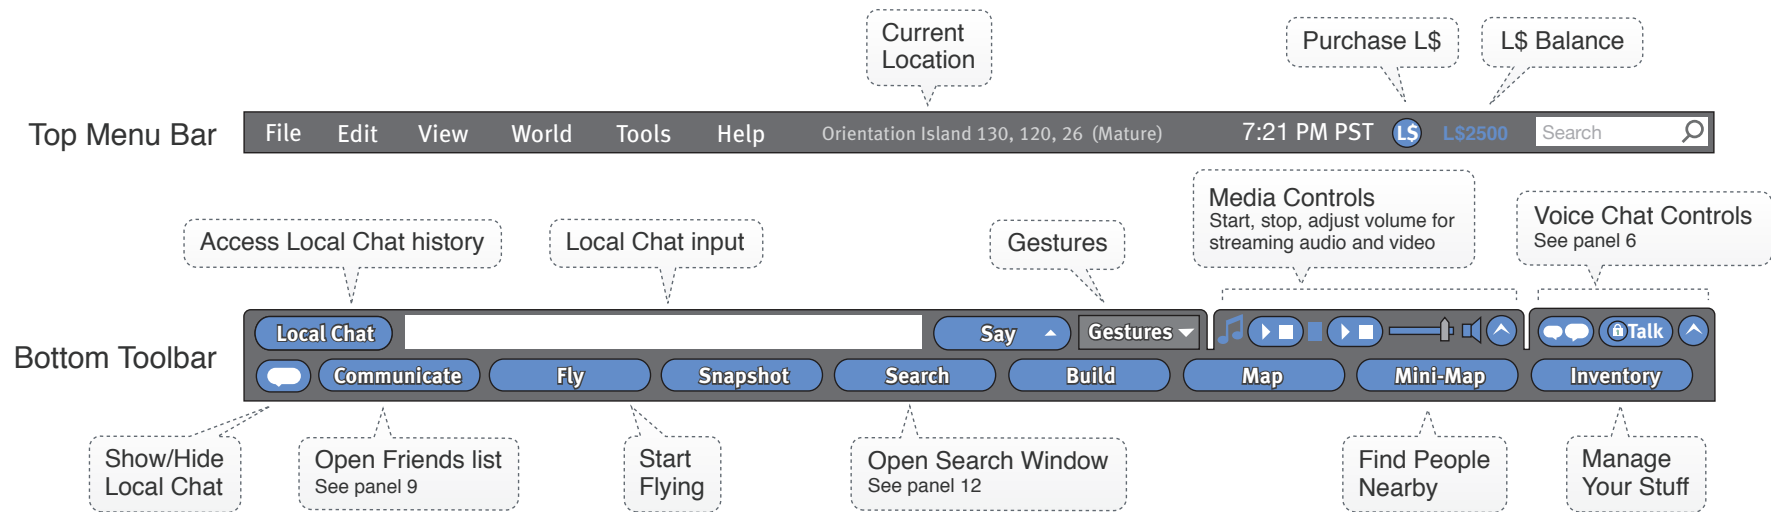 Current
Location
Purchase L$
L$ Balance
Top Menu Bar
File Edit View World Tools Help Orientation Island 130, 120, 26 (Mature) 7:21 PM PST L$ L$2500 Search
Access Local Chat history
Local Chat input
Gestures
Media Controls
Start, stop, adjust volume for
streaming audio and video
Voice Chat Controls
See panel 6
Bottom Toolbar
Local Chat Say Gestures Talk
Communicate Fly Snapshot Search Build Map Mini-Map Inventory
Show/Hide
Local Chat
Open Friends list
See panel 9
Start
Flying
Open Search Window
See panel 12
Find People
Nearby
Manage
Your Stuff